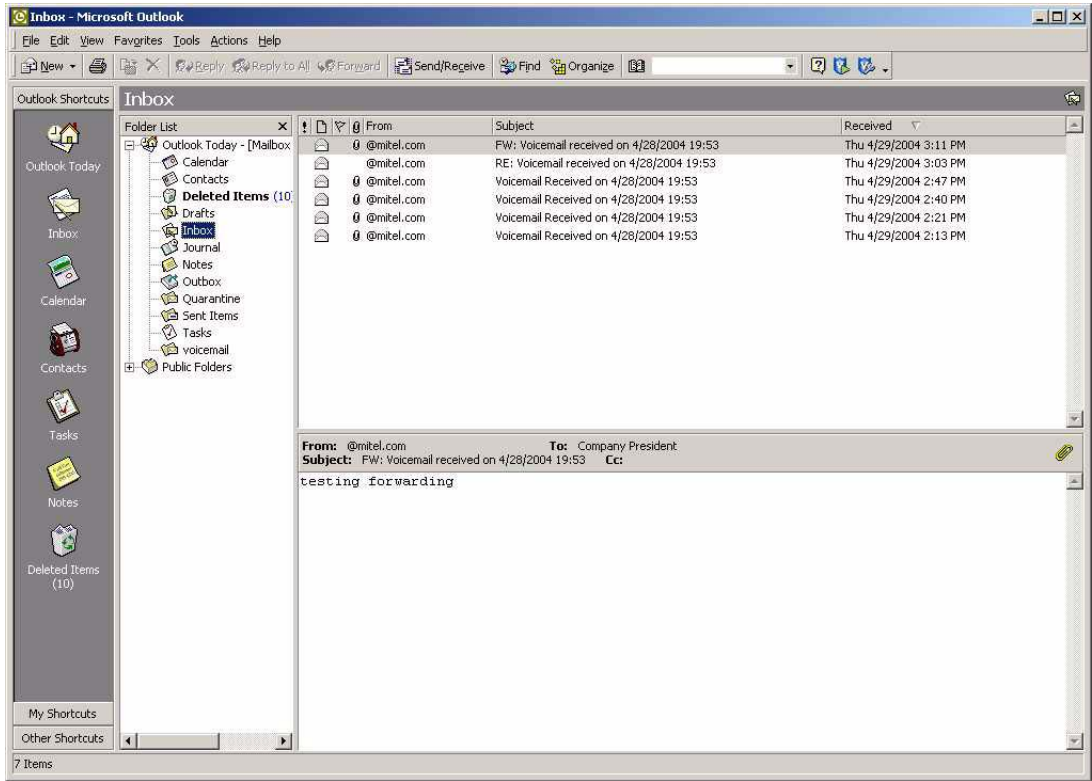 Inbox - Microsoft Outlook
File Edit View Favorites Tools Actions Help
New Reply Reply to All Forward Send/Receive Find Organize
Outlook Shortcuts
Inbox
Outlook Today
Inbox
Calendar
Contacts
Tasks
Notes
Deleted Items
(10)
My Shortcuts
Other Shortcuts
Folder List
Outlook Today - [Mailbox
Calendar
Contacts
Deleted Items (10
Drafts
Inbox
Journal
Notes
Outbox
Quarantine
Sent Items
Tasks
voicemail
Public Folders
From Subject Received
@mitel.com FW: Voicemail received on 4/28/2004 19:53 Thu 4/29/2004 3:11 PM
@mitel.com RE: Voicemail received on 4/28/2004 19:53 Thu 4/29/2004 3:03 PM
@mitel.com Voicemail Received on 4/28/2004 19:53 Thu 4/29/2004 2:47 PM
@mitel.com Voicemail Received on 4/28/2004 19:53 Thu 4/29/2004 2:40 PM
@mitel.com Voicemail Received on 4/28/2004 19:53 Thu 4/29/2004 2:21 PM
@mitel.com Voicemail Received on 4/28/2004 19:53 Thu 4/29/2004 2:13 PM
From: @mitel.com To: Company President
Subject: FW: Voicemail received on 4/28/2004 19:53 Cc:
testing forwarding
7 Items